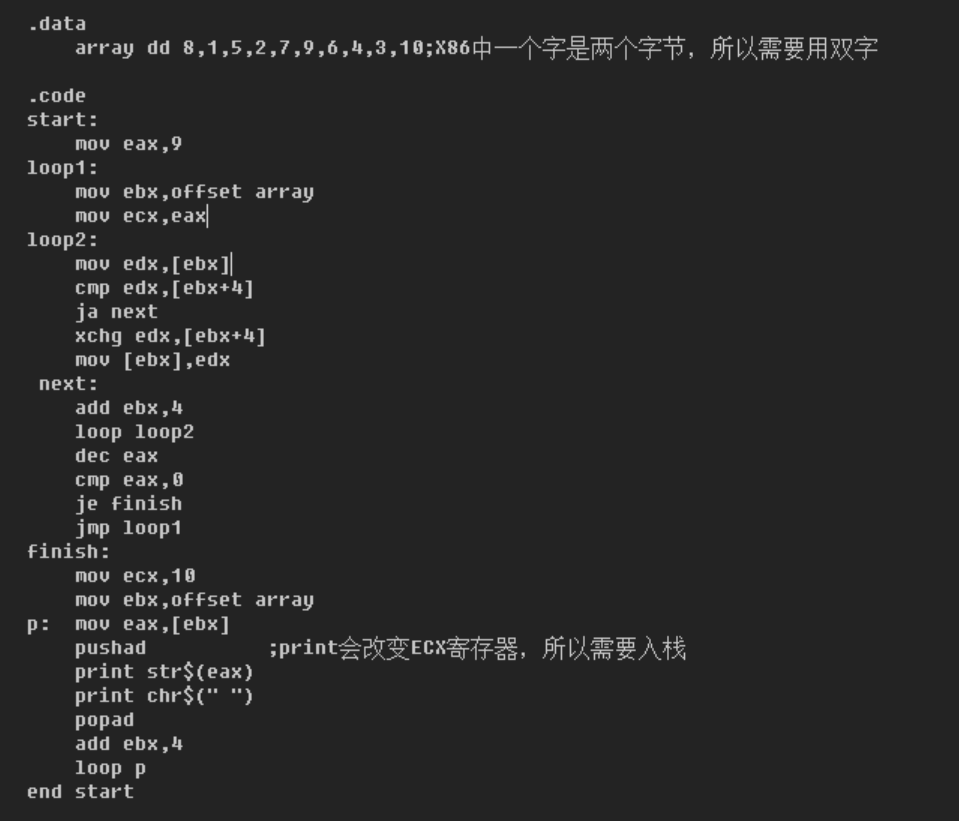 .data
    array dd 8,1,5,2,7,9,6,4,3,10;X86中一个字是两个字节，所以需要用双字

.code
start:
    mov eax,9
loop1:
    mov ebx,offset array
    mov ecx,eax
loop2:
    mov edx,[ebx]
    cmp edx,[ebx+4]
    ja next
    xchg edx,[ebx+4]
    mov [ebx],edx
 next:
    add ebx,4
    loop loop2
    dec eax
    cmp eax,0
    je finish
    jmp loop1
finish:
    mov ecx,10
    mov ebx,offset array
p:  mov eax,[ebx]
    pushad          ;print会改变ECX寄存器，所以需要入栈
    print str$(eax)
    print chr$(" ")
    popad
    add ebx,4
    loop p
end start